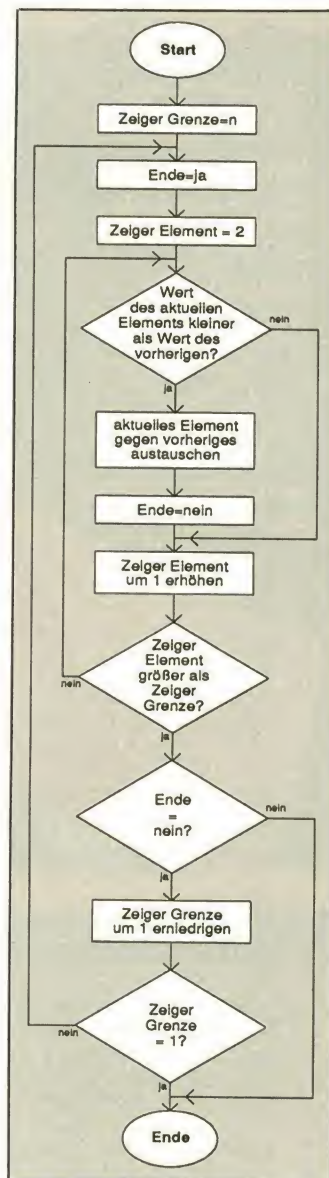 Start
Zeiger Grenze=n
Ende=ja
Zeiger Element = 2
Wert
des aktuellen
Elements kleiner
als Wert des
vorherigen?
nein
ja
aktuelles Element
gegen vorheriges
austauschen
Ende=nein
Zeiger Element
um 1 erhöhen
Zeiger
Element
größer als
Zeiger
Grenze?
nein
ja
Ende
=
nein?
nein
ja
Zeiger Grenze
um 1 erniedrigen
Zeiger
Grenze
= 1?
nein
ja
Ende